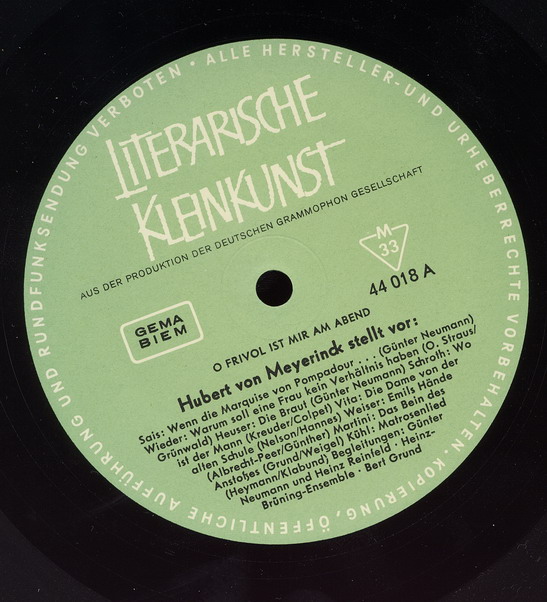 ALLE HERSTELLER- UND URHEBERRECHTE VORBEHALTEN · KOPIERUNG, ÖFFENTLICHE AUFFÜHRUNG UND RUNDFUNKSENDUNG VERBOTEN ·
LITERARISCHE
KLEINKUNST
AUS DER PRODUKTION DER DEUTSCHEN GRAMMOPHON GESELLSCHAFT
M
33
44 018 A
GEMA
BIEM
O FRIVOL IST MIR AM ABEND
Hubert von Meyerinck stellt vor:
Sais: Wenn die Marquise von Pompadour . . . (Günter Neumann)
Wieder: Warum soll eine Frau kein Verhältnis haben (O. Straus/
Grünwald) Heuser: Die Braut (Günter Neumann) Schroth: Wo
ist der Mann (Kreuder/Colpet) Vita: Die Dame von der
alten Schule (Nelson/Hannes) Weiser: Emils Hände
(Albrecht-Peer/Günther) Martini: Das Bein des
Anstoßes (Grund/Weigel) Kühl: Matrosenlied
(Heymann/Klabund) Begleitungen: Günter
Neumann und Heinz Reinfeld · Heinz-
Brüning-Ensemble · Bert Grund